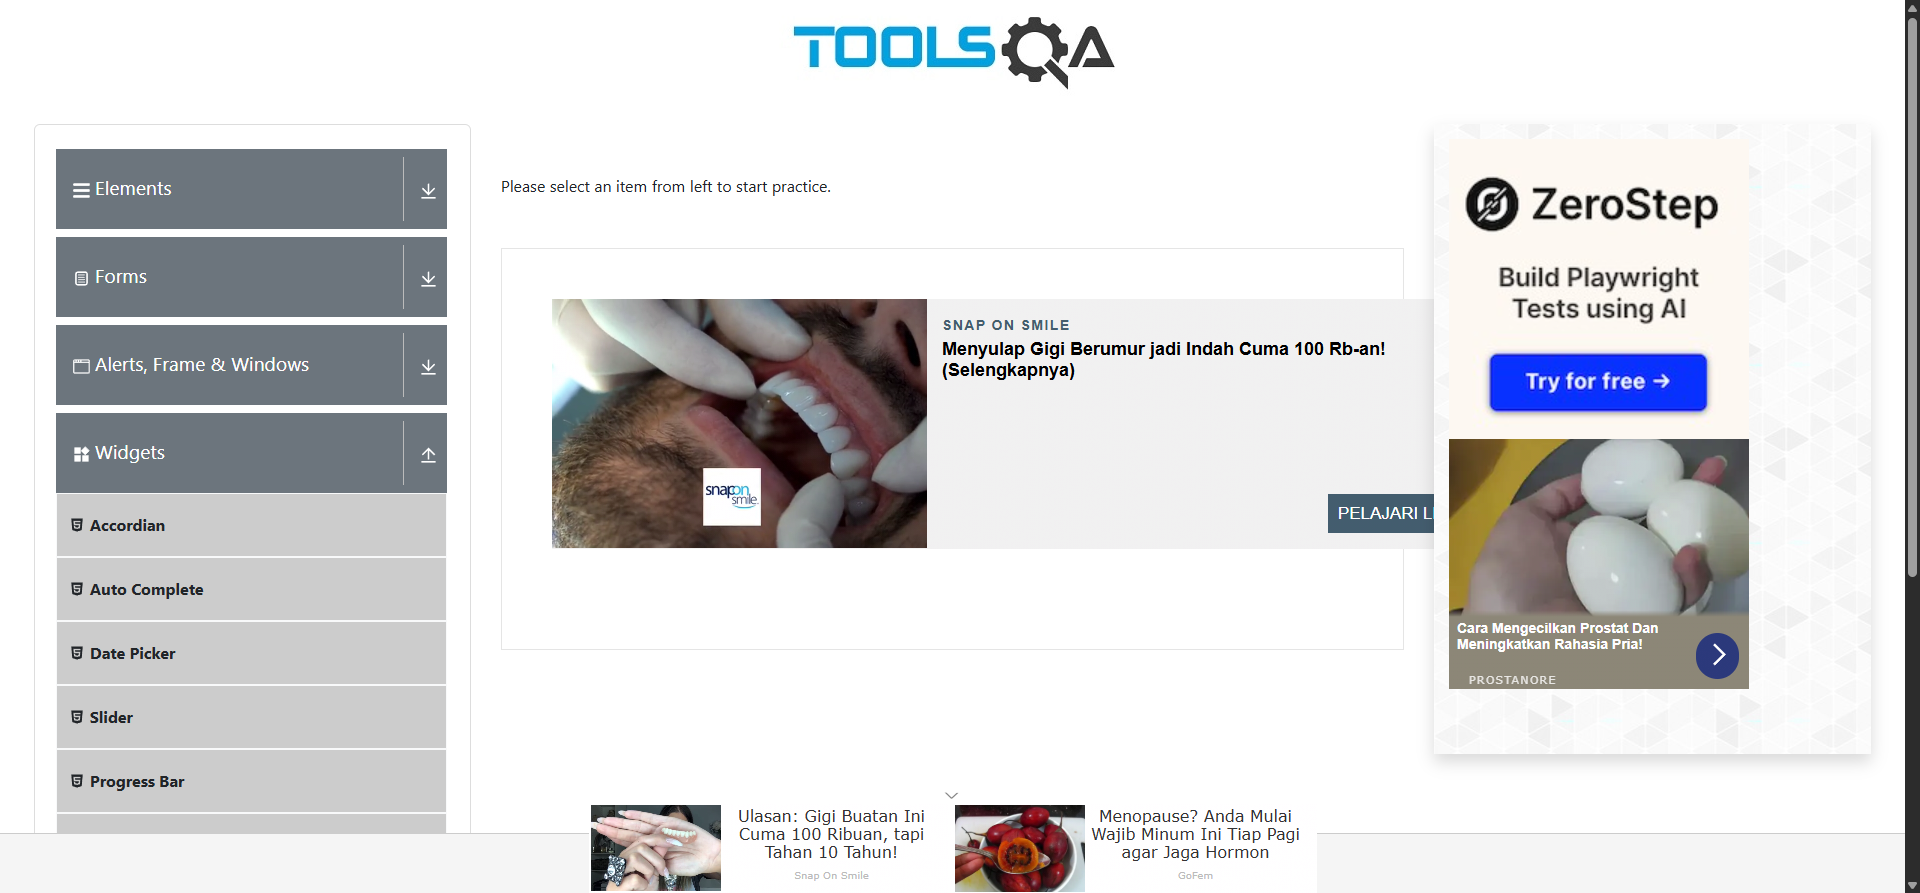 TOOLSQA
Elements
Forms
Alerts, Frame & Windows
Widgets
Accordian
Auto Complete
Date Picker
Slider
Progress Bar
Please select an item from left to start practice.
snapon
smile
SNAP ON SMILE
Menyulap Gigi Berumur jadi Indah Cuma 100 Rb-an!
(Selengkapnya)
PELAJARI L
ZeroStep
Build Playwright
Tests using AI
Try for free →
Cara Mengecilkan Prostat Dan
Meningkatkan Rahasia Pria!
PROSTANORE
Ulasan: Gigi Buatan Ini
Cuma 100 Ribuan, tapi
Tahan 10 Tahun!
Snap On Smile
Menopause? Anda Mulai
Wajib Minum Ini Tiap Pagi
agar Jaga Hormon
GoFem